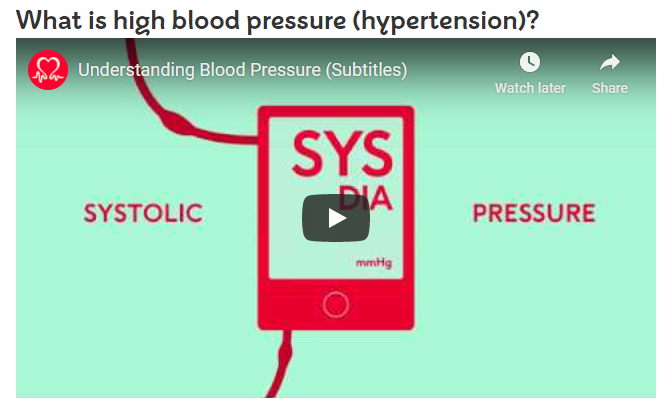 What is high blood pressure (hypertension)?
Understanding Blood Pressure (Subtitles)
Watch later
Share
SYS
DIA
SYSTOLIC
PRESSURE
mmHg